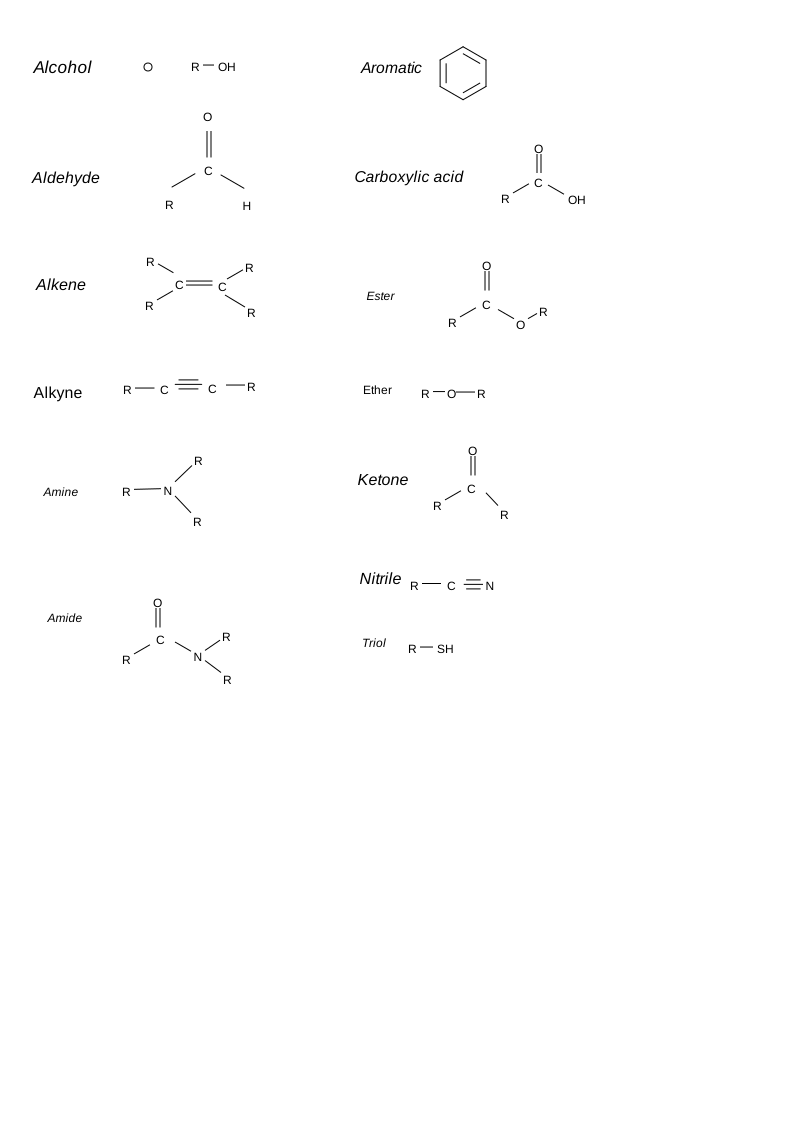 Alcohol O R OH
Aromatic
O
Aldehyde C
R H
Carboxylic acid
O
C
R OH
Alkene
R R
C C
R R
Ester
O
C
R O R
Alkyne R C C R
Ether R O R
Amine
R
R N
R
Ketone
O
C
R R
Nitrile R C N
Amide
O
C R
R N
R
Triol R SH